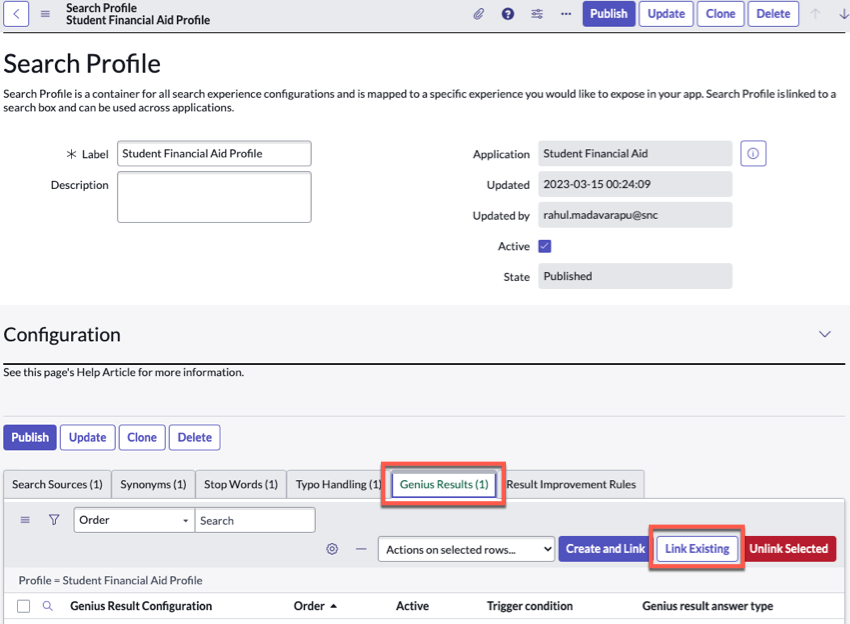 Search Profile
Student Financial Aid Profile
Publish Update Clone Delete
Search Profile
Search Profile is a container for all search experience configurations and is mapped to a specific experience you would like to expose in your app. Search Profile is linked to a
search box and can be used across applications.
Label Student Financial Aid Profile
Description
Application Student Financial Aid
Updated 2023-03-15 00:24:09
Updated by rahul.madavarapu@snc
Active
State Published
Configuration
See this page's Help Article for more information.
Publish Update Clone Delete
Search Sources (1) Synonyms (1) Stop Words (1) Typo Handling (1) Genius Results (1) Result Improvement Rules
Order Search
Actions on selected rows... Create and Link Link Existing Unlink Selected
Profile = Student Financial Aid Profile
Genius Result Configuration Order Active Trigger condition Genius result answer type